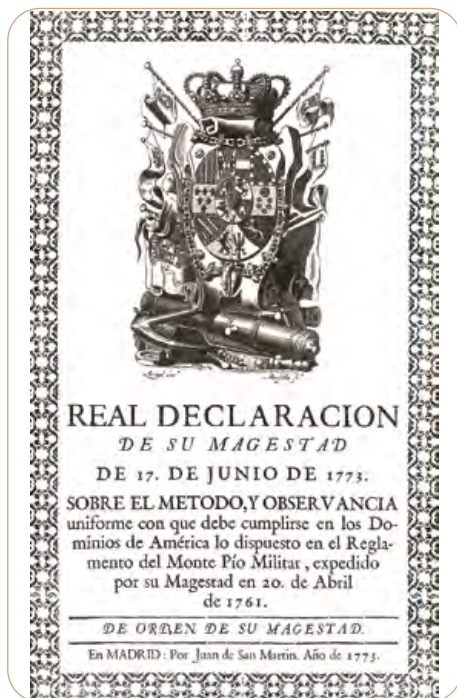 REAL DECLARACION
DE SU MAGESTAD
DE 17. DE JUNIO DE 1773.
SOBRE EL METODO, Y OBSERVANCIA
uniforme con que debe cumplirse en los Do-
minios de América lo dispuesto en el Regla-
mento del Monte Pío Militar, expedido
por su Magestad en 20. de Abril
de 1761.
DE ORDEN DE SU MAGESTAD.
En MADRID: Por Juan de San Martin. Año de 1773.